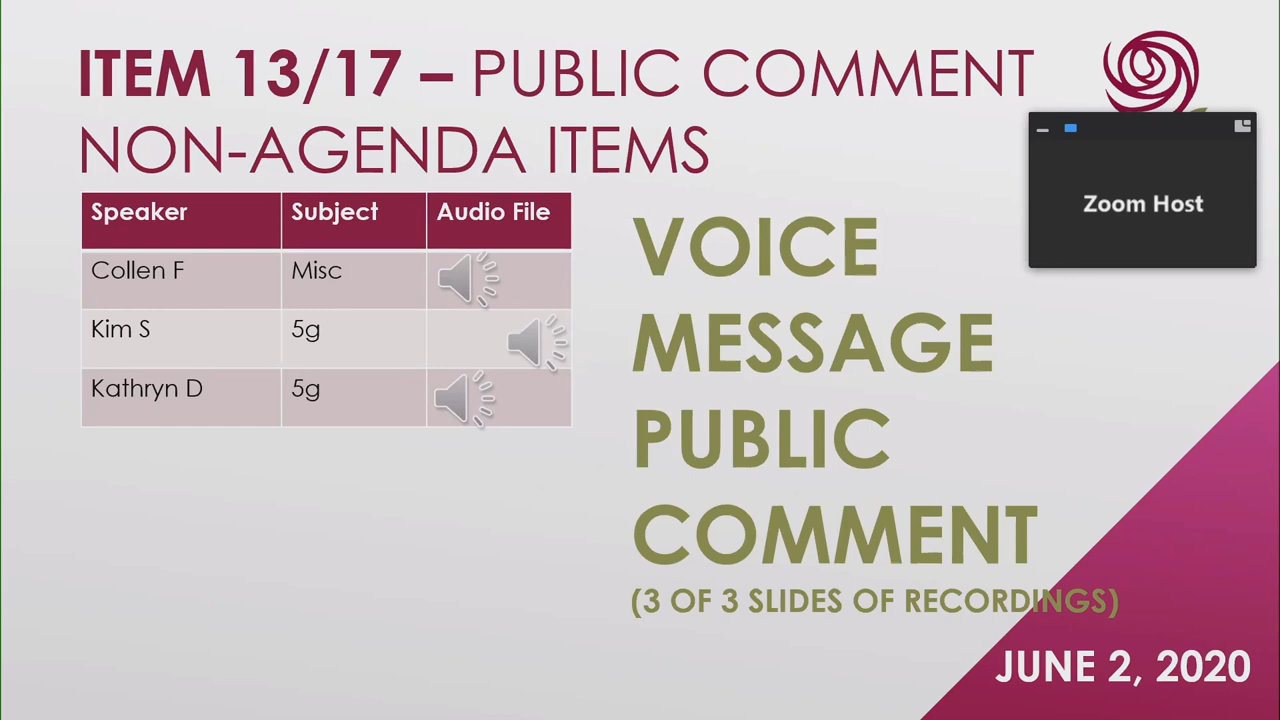 ITEM 13/17 – PUBLIC COMMENT
NON-AGENDA ITEMS
Speaker Subject Audio File
Collen F Misc
Kim S 5g
Kathryn D 5g
VOICE
MESSAGE
PUBLIC
COMMENT
(3 OF 3 SLIDES OF RECORDINGS)
Zoom Host
JUNE 2, 2020